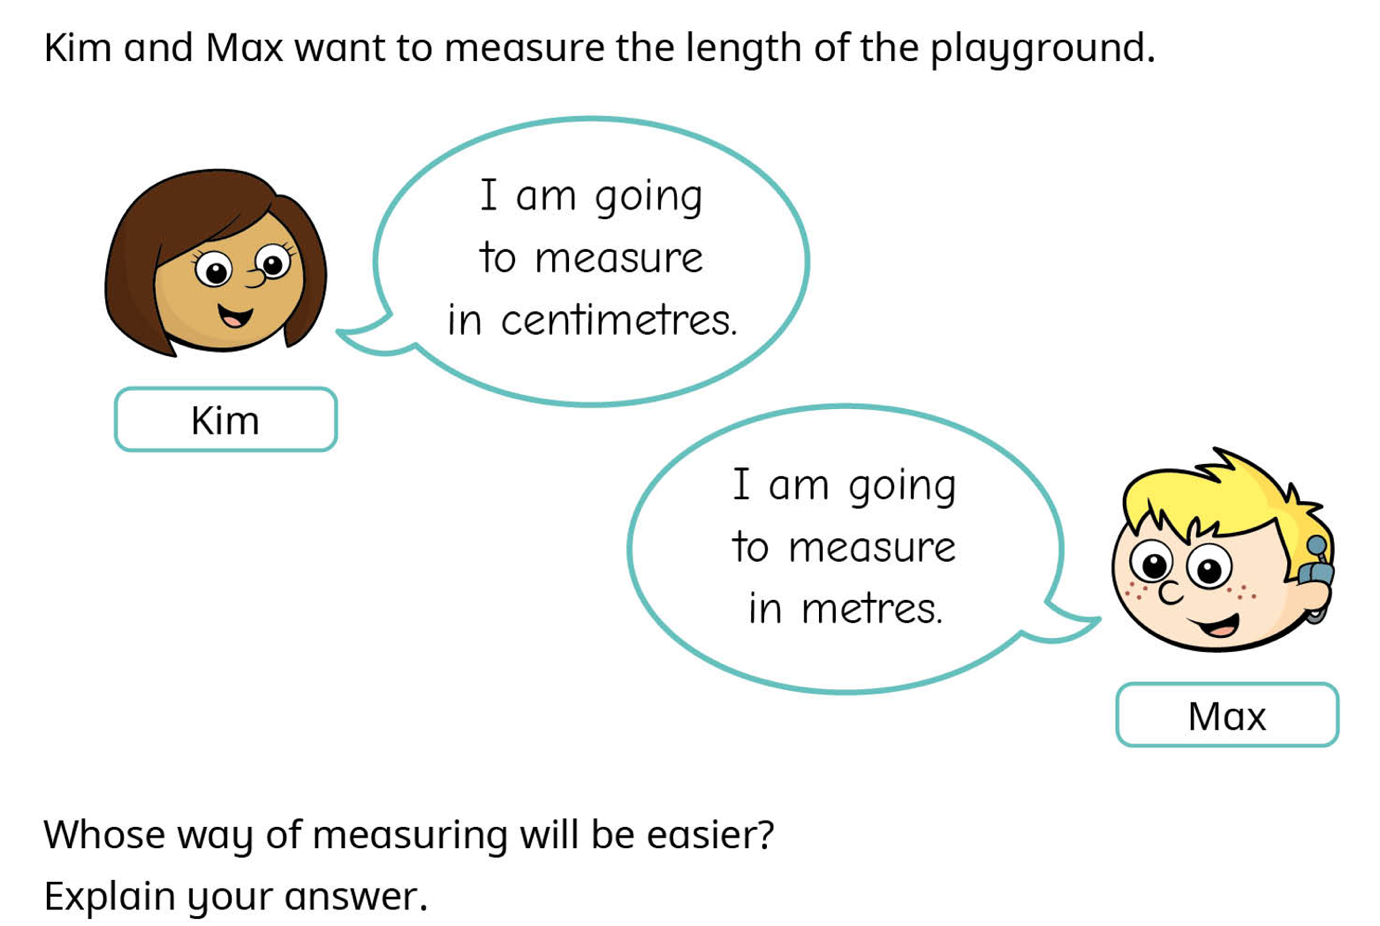 Kim and Max want to measure the length of the playground.
I am going
to measure
in centimetres.
Kim
I am going
to measure
in metres.
Max
Whose way of measuring will be easier?
Explain your answer.